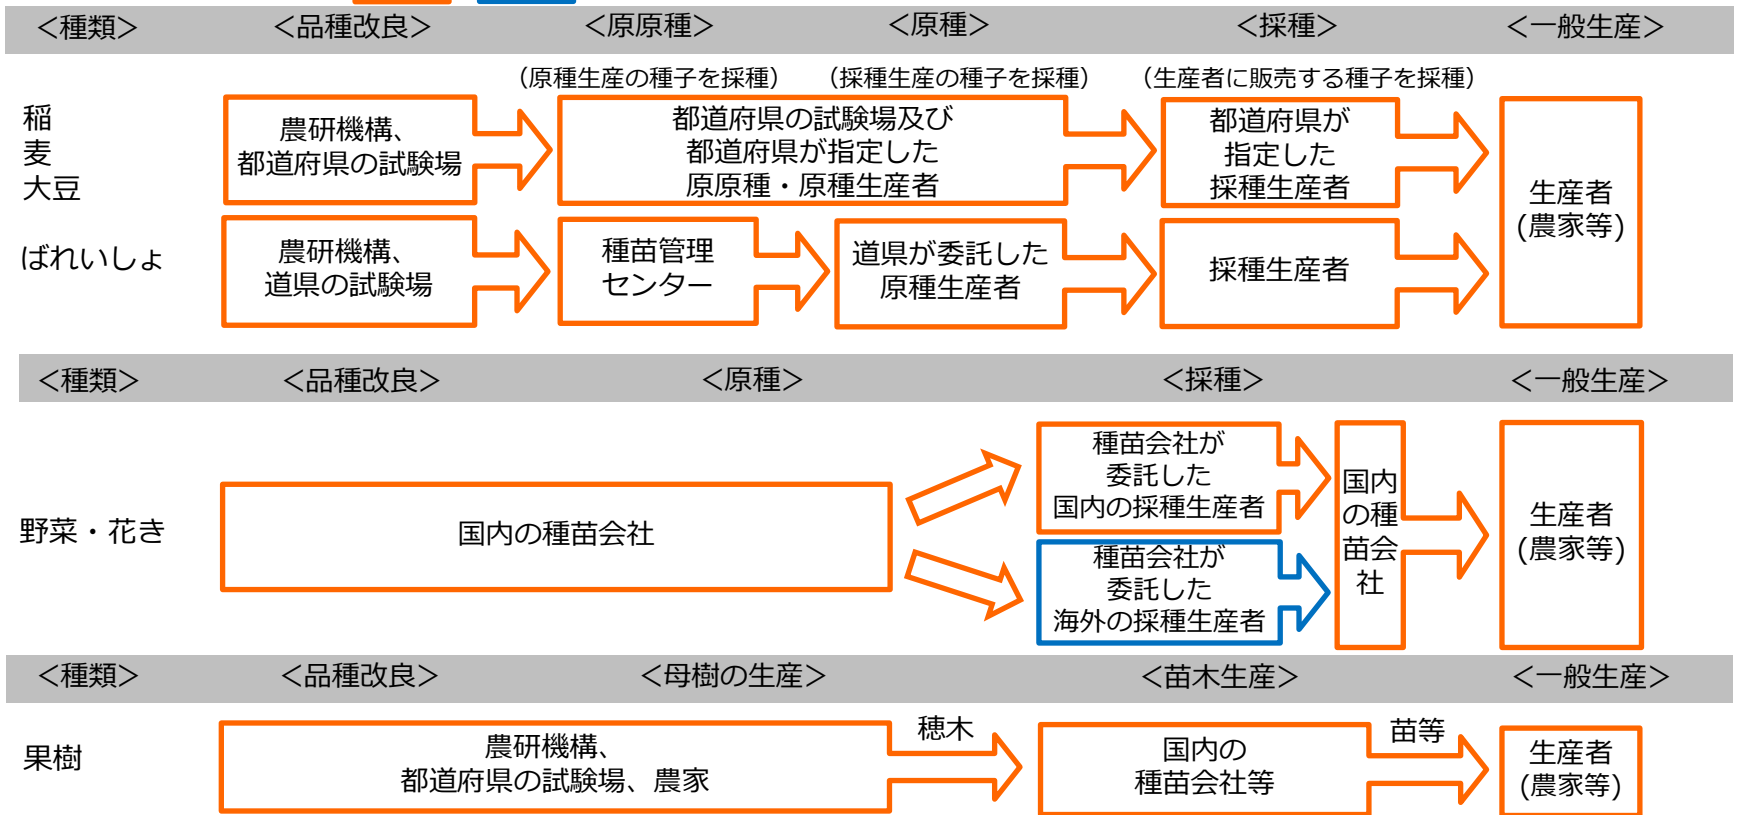 ＜種類＞ ＜品種改良＞ ＜原原種＞ ＜原種＞ ＜採種＞ ＜一般生産＞
（原種生産の種子を採種） （採種生産の種子を採種） （生産者に販売する種子を採種）
稲
麦
大豆
農研機構、
都道府県の試験場
都道府県の試験場及び
都道府県が指定した
原原種・原種生産者
都道府県が
指定した
採種生産者
生産者
(農家等)
ばれいしょ
農研機構、
道県の試験場
種苗管理
センター
道県が委託した
原種生産者
採種生産者
＜種類＞ ＜品種改良＞ ＜原種＞ ＜採種＞ ＜一般生産＞
野菜・花き
国内の種苗会社
種苗会社が
委託した
国内の採種生産者
種苗会社が
委託した
海外の採種生産者
国内
の種
苗会
社
生産者
(農家等)
＜種類＞ ＜品種改良＞ ＜母樹の生産＞ ＜苗木生産＞ ＜一般生産＞
果樹
農研機構、
都道府県の試験場、農家
穂木
国内の
種苗会社等
苗等
生産者
(農家等)